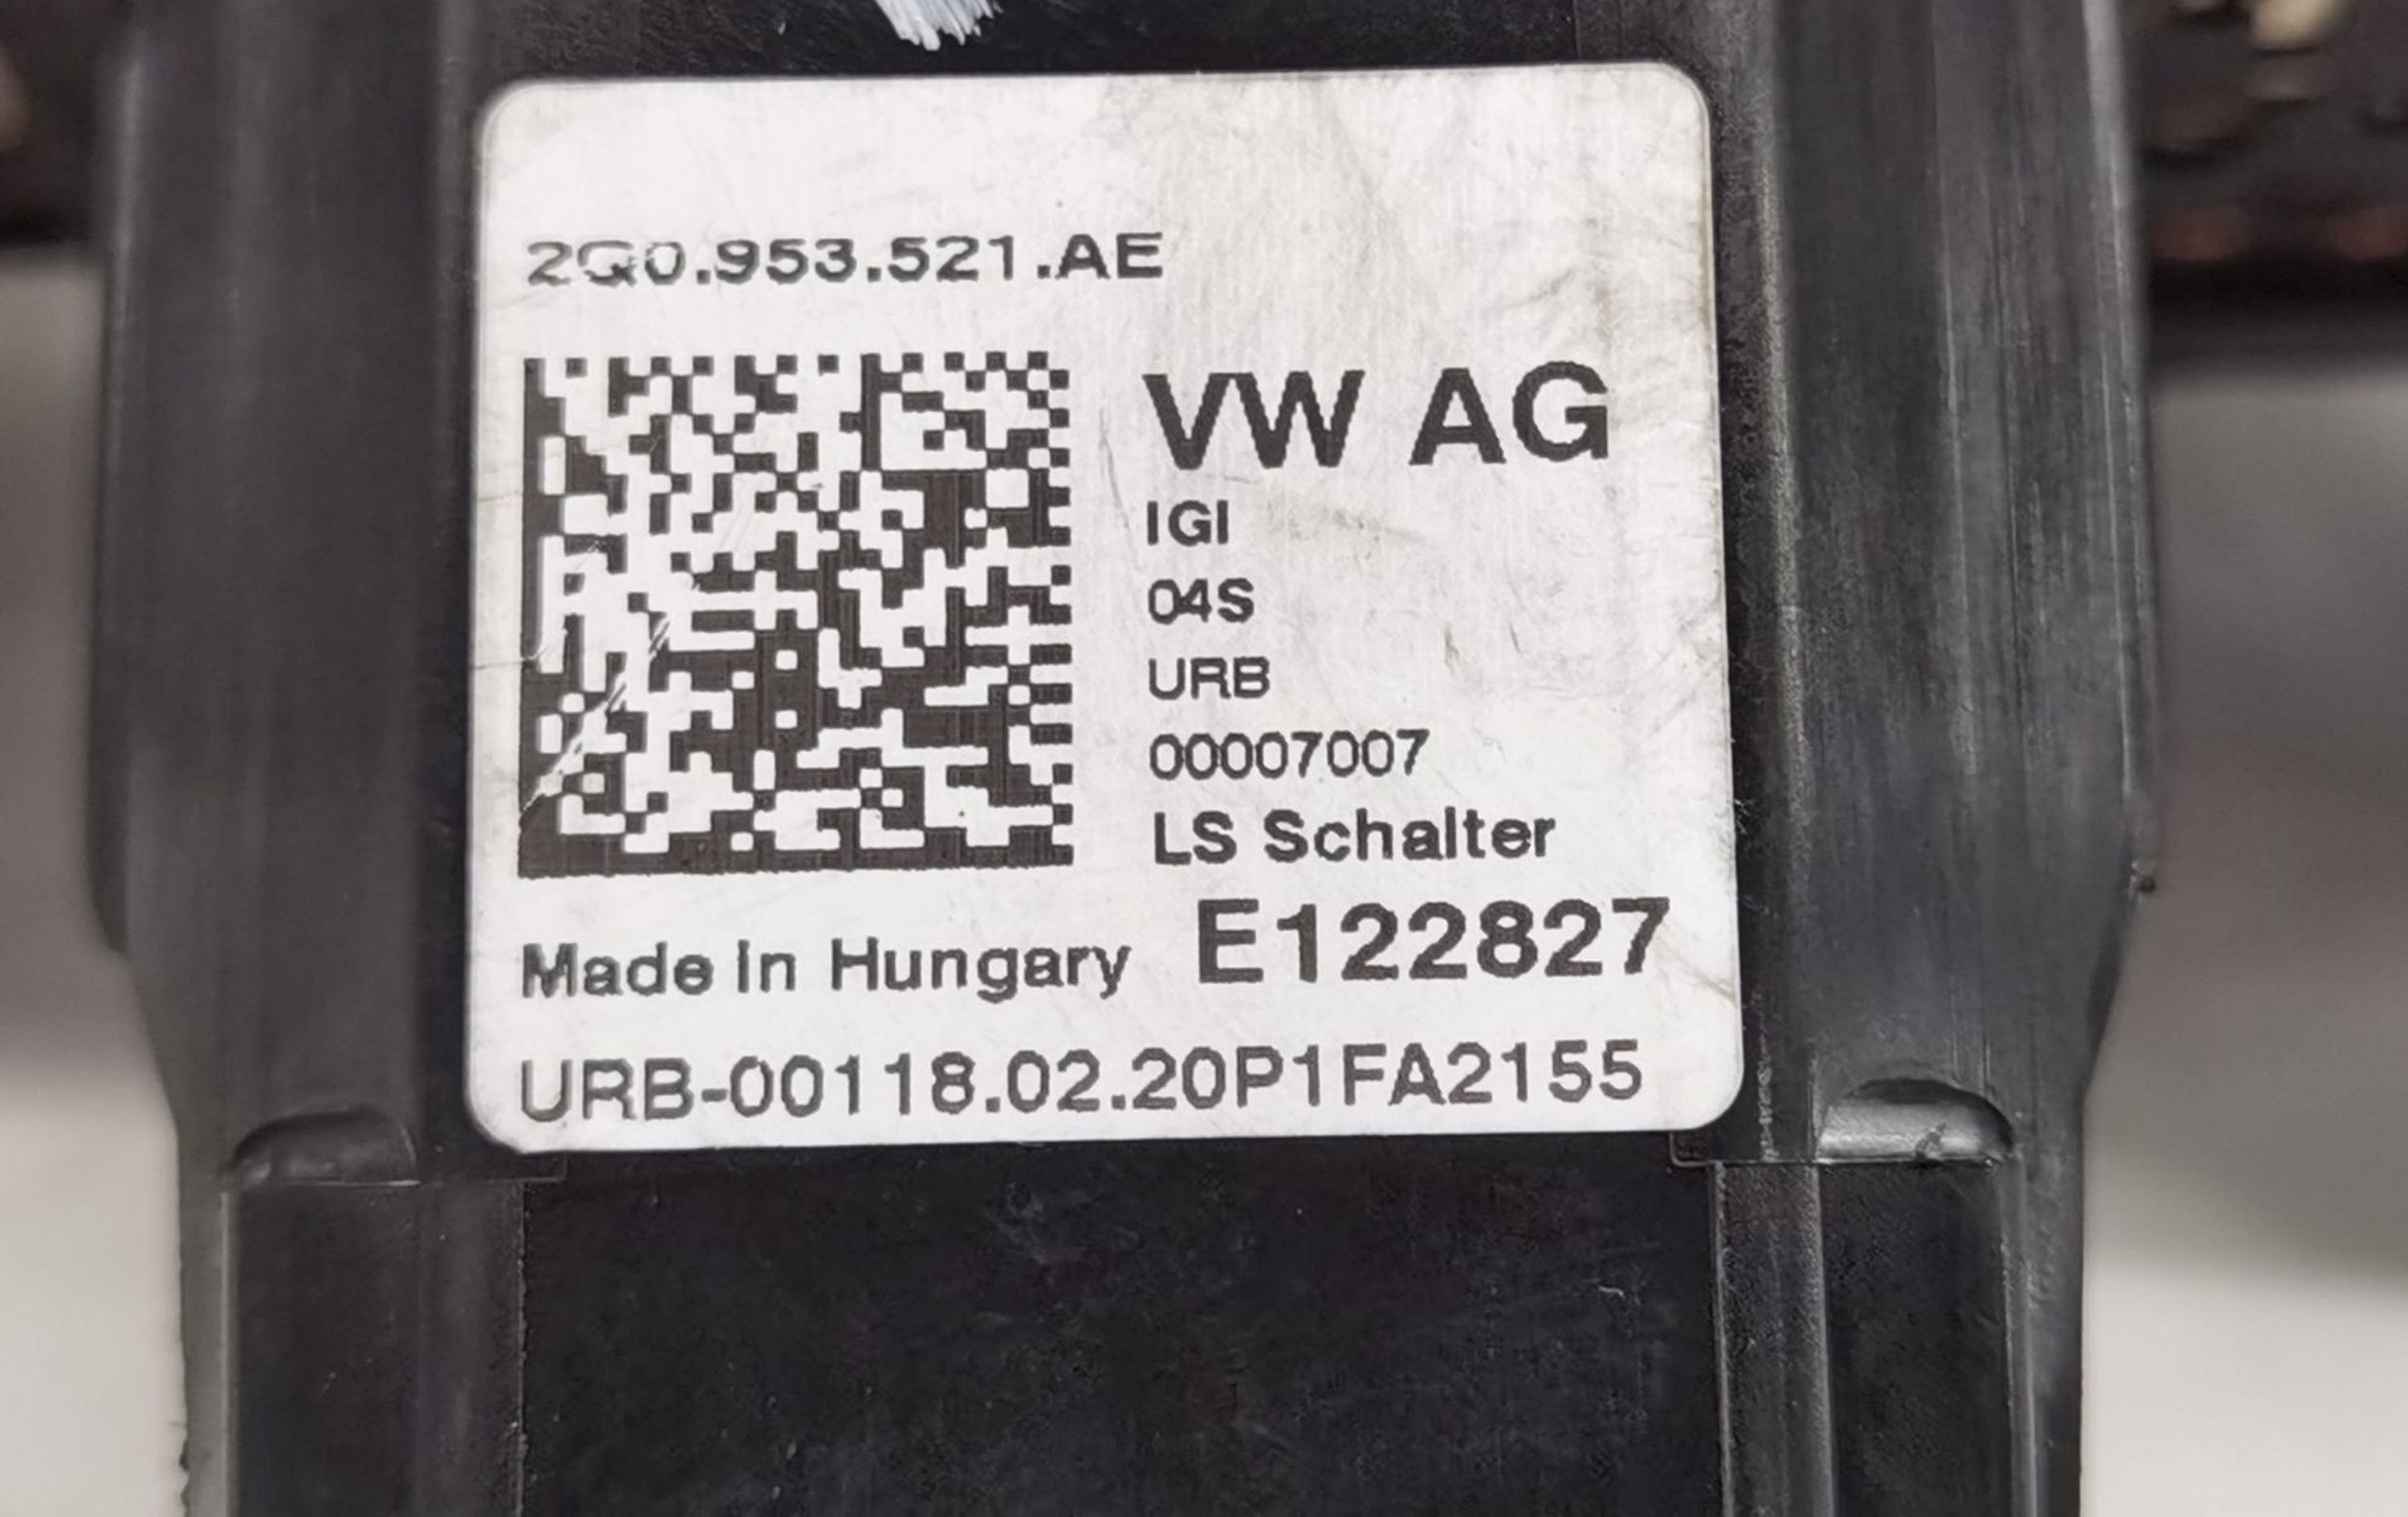 2Q0.953.521.AE
VW AG
IGI
04S
URB
00007007
LS Schalter
Made in Hungary E122827
URB-00118.02.20P1FA2155